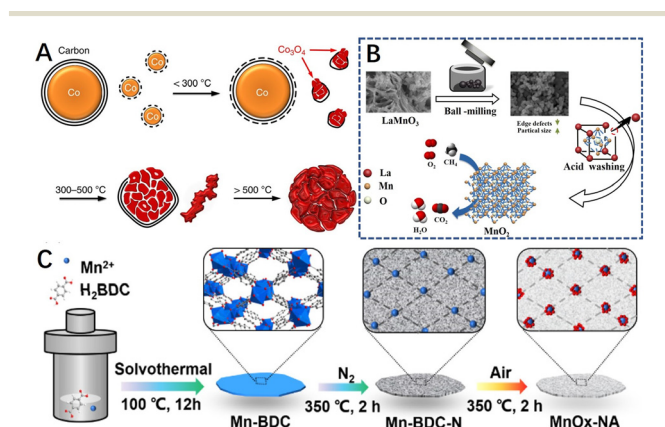 A
Carbon
Co
Co
Co
Co
< 300 °C
Co
Co₃O₄
300–500 °C
> 500 °C
B
LaMnO₃
Ball -milling
Edge defects
Partical size
Acid washing
La
Mn
O
O₂
CH₄
H₂O
CO₂
MnO₂
C
Mn²⁺
H₂BDC
Solvothermal
100 ℃, 12h
Mn-BDC
N₂
350 ℃, 2 h
Mn-BDC-N
Air
350 ℃, 2 h
MnOx-NA